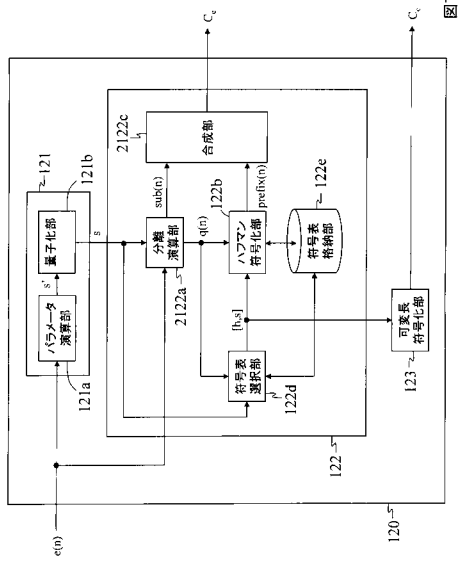 e(n)
120
121
121a
パラメータ
演算部
s'
121b
量子化部
s
122
2122a
分離
演算部
sub(n)
q(n)
2122c
合成部
Ce
122b
ハフマン
符号化部
prefix(n)
122d
符号表
選択部
[h,s]
122e
符号表
格納部
123
可変長
符号化部
Cc
図